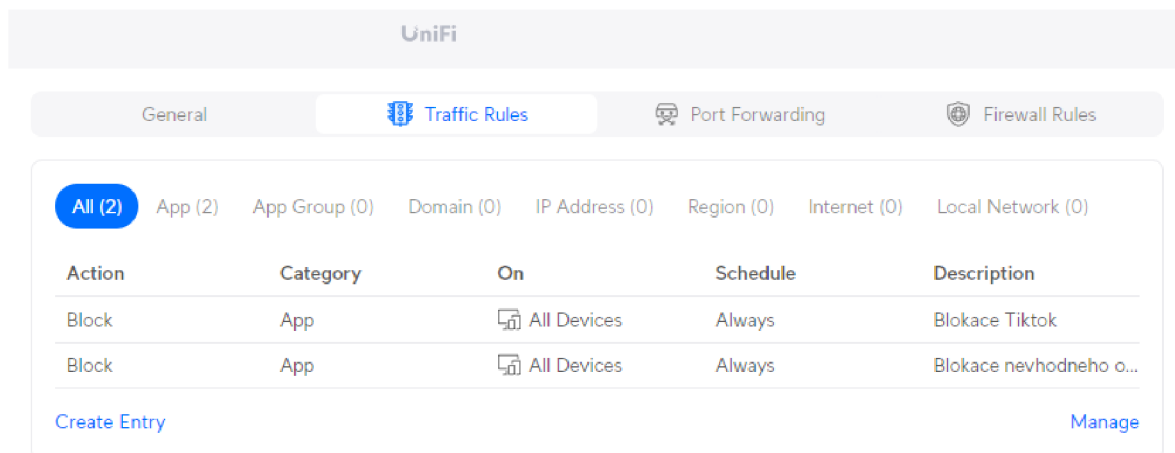 UniFi
General Traffic Rules Port Forwarding Firewall Rules
All (2) App (2) App Group (0) Domain (0) IP Address (0) Region (0) Internet (0) Local Network (0)
Action Category On Schedule Description
Block App All Devices Always Blokace Tiktok
Block App All Devices Always Blokace nevhodneho o...
Create Entry Manage